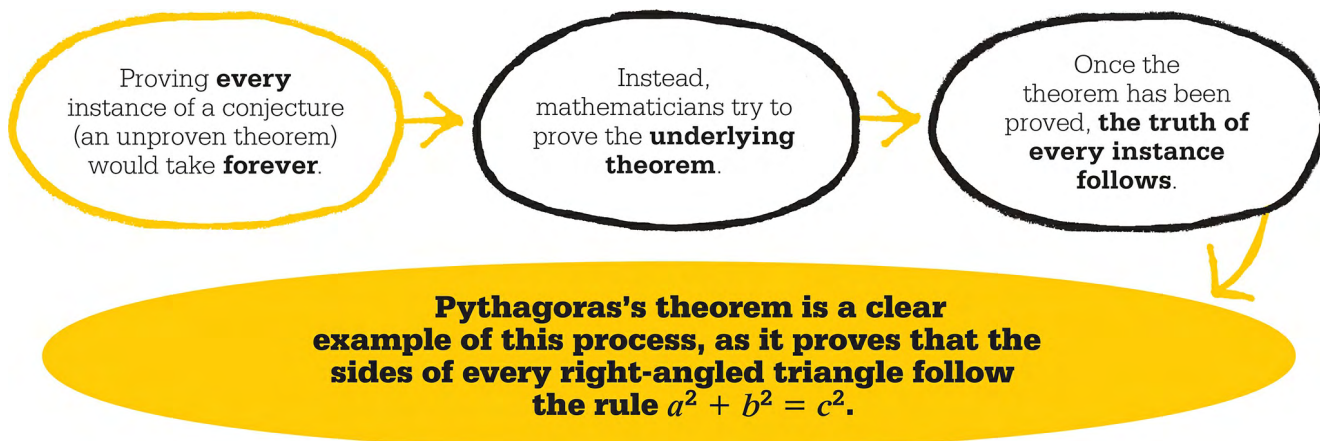 Proving every
instance of a conjecture
(an unproven theorem)
would take forever.
Instead,
mathematicians try to
prove the underlying
theorem.
Once the
theorem has been
proved, the truth of
every instance
follows.
Pythagoras's theorem is a clear
example of this process, as it proves that the
sides of every right-angled triangle follow
the rule a² + b² = c².